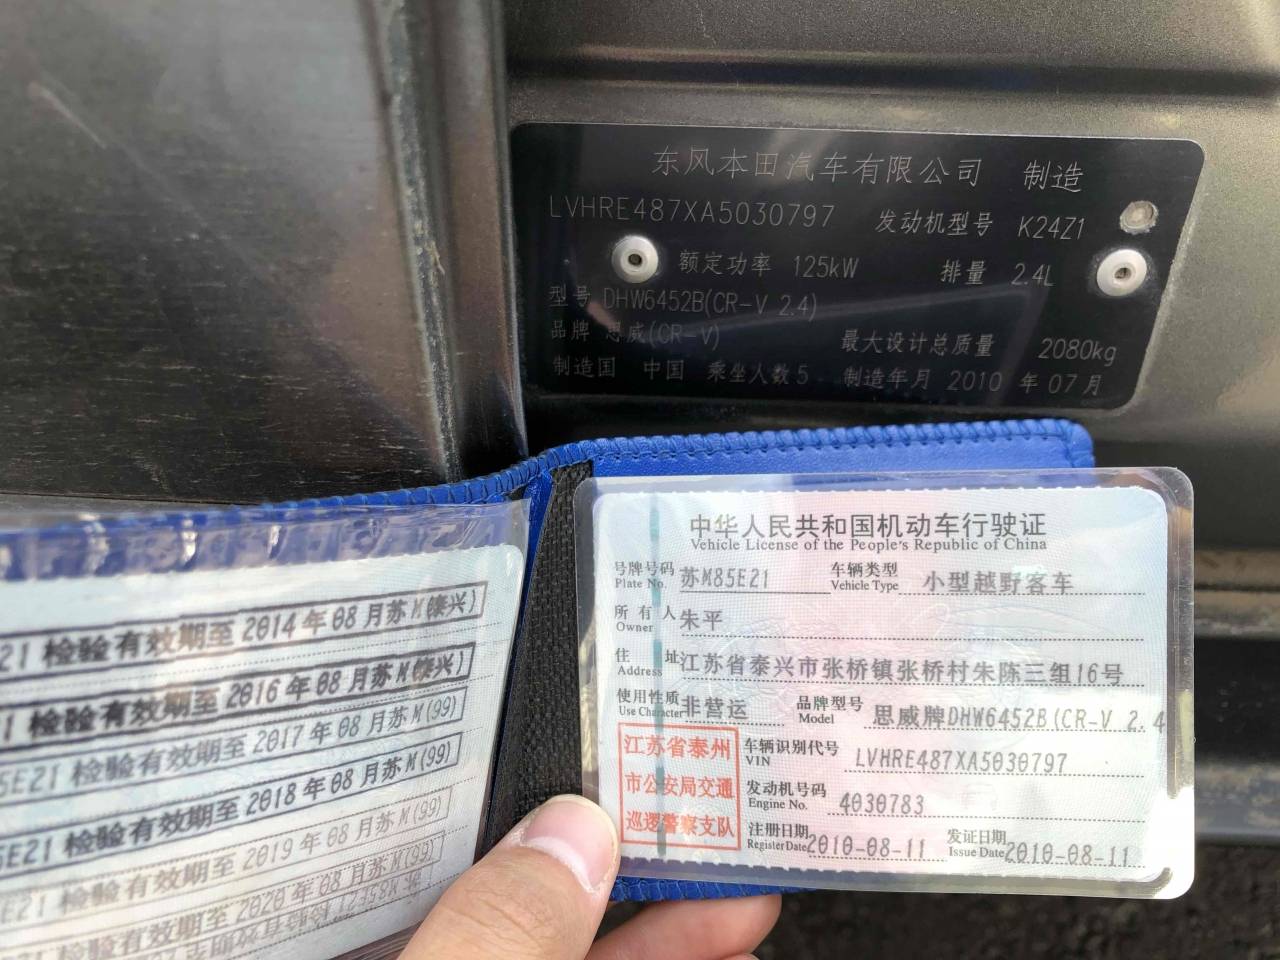 东风本田汽车有限公司 制造
LVHRE487XA5030797 发动机型号 K24Z1
额定功率 125kW 排量 2.4L
型号 DHW6452B(CR-V 2.4)
品牌 思威(CR-V) 最大设计总质量 2080kg
制造国 中国 乘坐人数 5 制造年月 2010 年 07 月
中华人民共和国机动车行驶证
Vehicle License of the People's Republic of China
号牌号码 苏M85E21 车辆类型 小型越野客车
Plate No. Vehicle Type
所有人 朱平
Owner
住址 江苏省泰兴市张桥镇张桥村朱陈三组16号
Address
使用性质 非营运 品牌型号 思威牌DHW6452B(CR-V 2.4
Use Character Model
江苏省泰州
市公安局交通
巡逻警察支队
车辆识别代号 LVHRE487XA5030797
VIN
发动机号码 4030783
Engine No.
注册日期 2010-08-11 发证日期 2010-08-11
Register Date Issue Date
21 检验有效期至 2014 年 08 月苏 M(泰兴)
1 检验有效期至 2016 年 08 月苏 M(泰兴)
5E21 检验有效期至 2017 年 08 月苏 M(99)
5E21 检验有效期至 2018 年 08 月苏 M(99)
E21 检验有效期至 2019 年 08 月苏 M(99)
检验有效期至 2020 年 08 月苏 M(99)